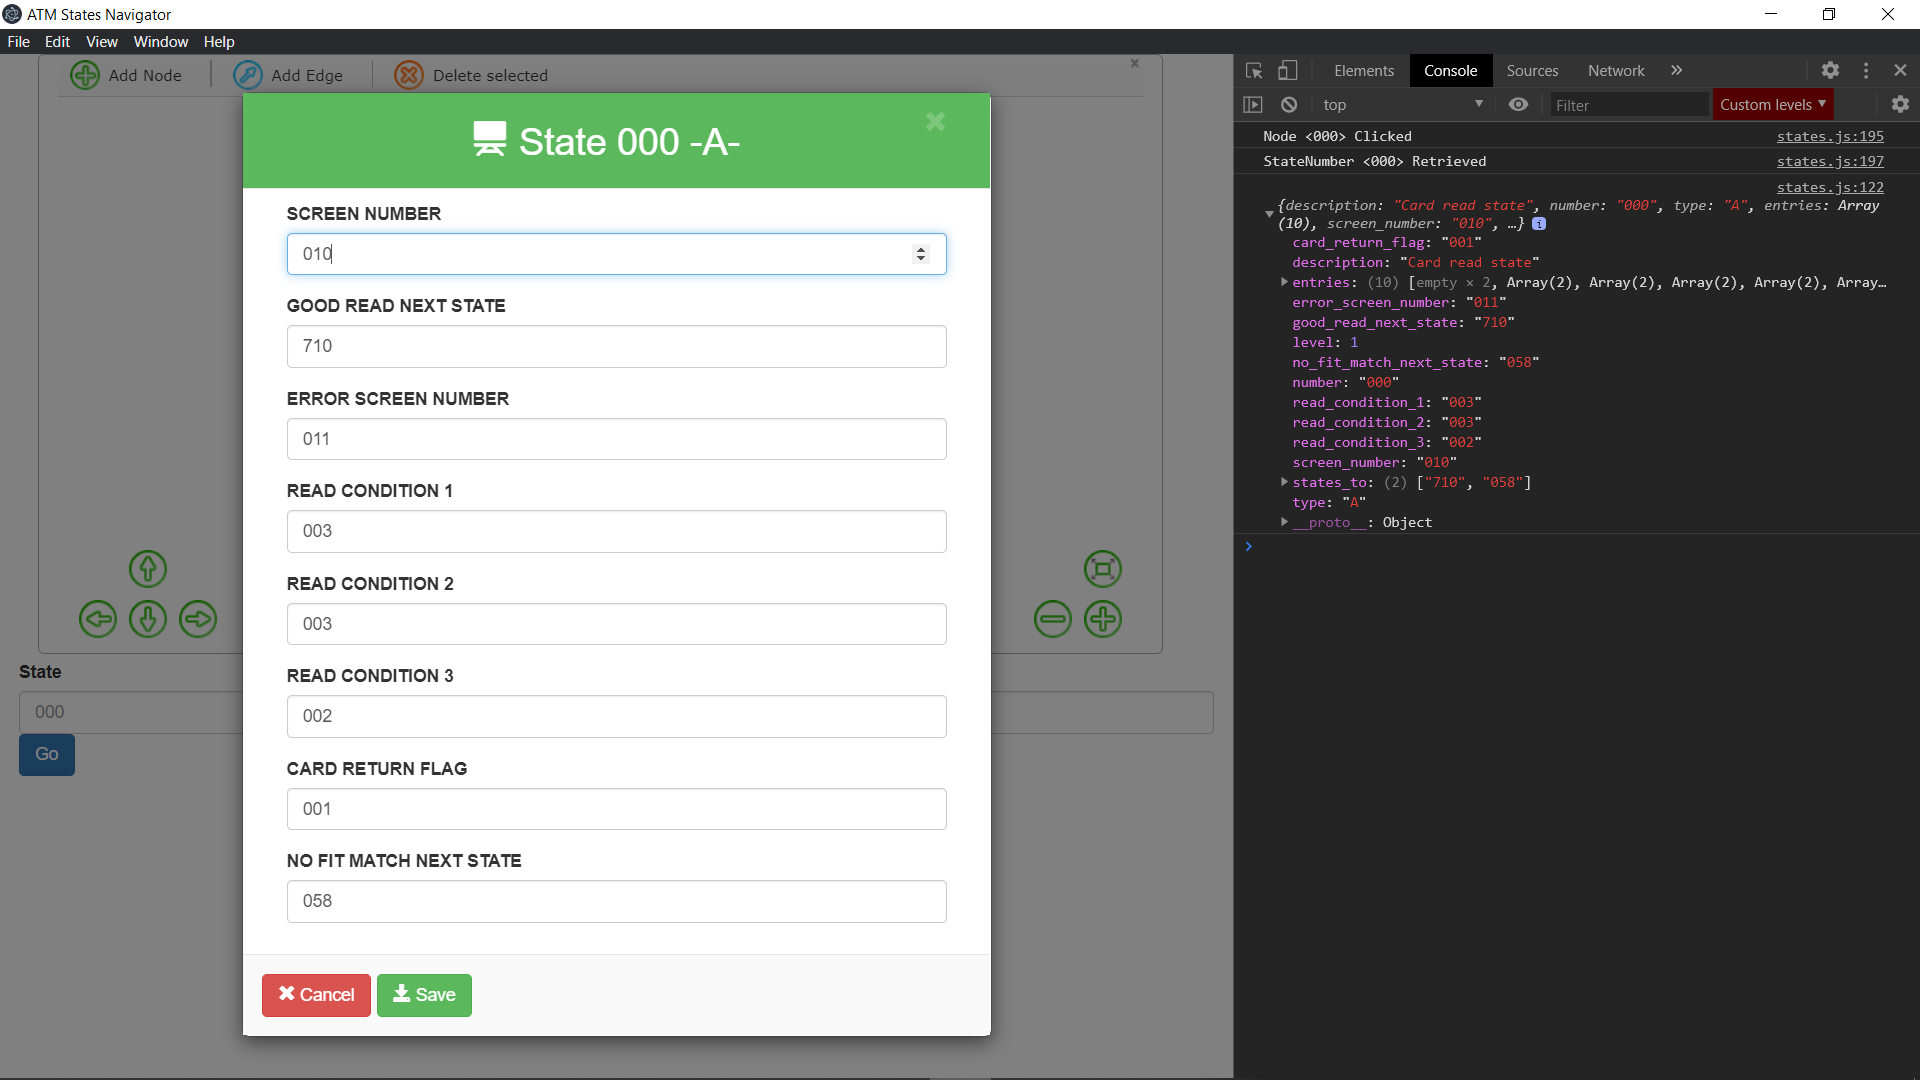 ATM States Navigator
File Edit View Window Help
Add Node Add Edge Delete selected
State 000 -A-
SCREEN NUMBER
010
GOOD READ NEXT STATE
710
ERROR SCREEN NUMBER
011
READ CONDITION 1
003
READ CONDITION 2
003
READ CONDITION 3
002
CARD RETURN FLAG
001
NO FIT MATCH NEXT STATE
058
Cancel Save
State
000
Go
Elements Console Sources Network »
top Filter Custom levels
Node <000> Clicked states.js:195
StateNumber <000> Retrieved states.js:197
states.js:122
{description: "Card read state", number: "000", type: "A", entries: Array
(10), screen_number: "010", …} i
card_return_flag: "001"
description: "Card read state"
entries: (10) [empty × 2, Array(2), Array(2), Array(2), Array(2), Array…
error_screen_number: "011"
good_read_next_state: "710"
level: 1
no_fit_match_next_state: "058"
number: "000"
read_condition_1: "003"
read_condition_2: "003"
read_condition_3: "002"
screen_number: "010"
states_to: (2) ["710", "058"]
type: "A"
__proto__: Object